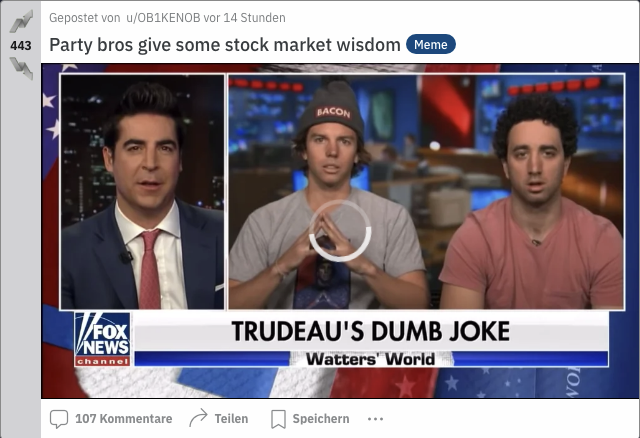 Gepostet von u/OB1KENOB vor 14 Stunden
443
Party bros give some stock market wisdom Meme
BACON
TRUDEAU'S DUMB JOKE
FOX
NEWS
channel
Watters' World
107 Kommentare Teilen Speichern ...